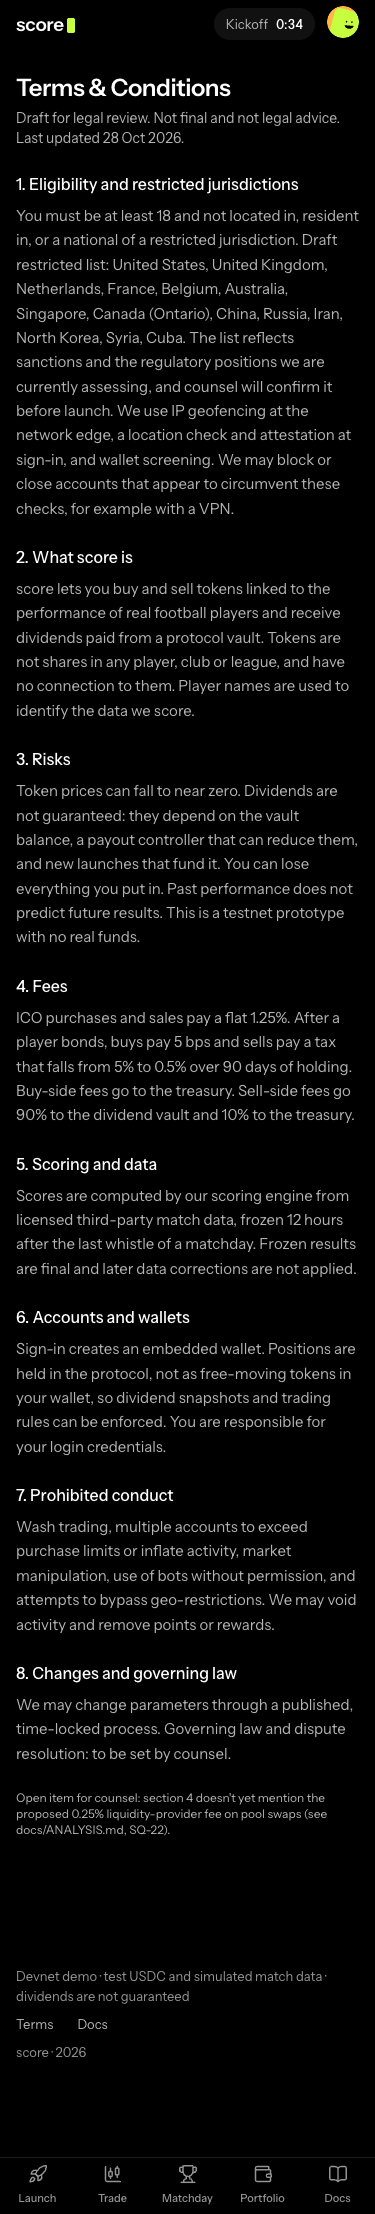 score
Kickoff 0:34
Terms & Conditions
Draft for legal review. Not final and not legal advice.
Last updated 28 Oct 2026.
1. Eligibility and restricted jurisdictions
You must be at least 18 and not located in, resident
in, or a national of a restricted jurisdiction. Draft
restricted list: United States, United Kingdom,
Netherlands, France, Belgium, Australia,
Singapore, Canada (Ontario), China, Russia, Iran,
North Korea, Syria, Cuba. The list reflects
sanctions and the regulatory positions we are
currently assessing, and counsel will confirm it
before launch. We use IP geofencing at the
network edge, a location check and attestation at
sign-in, and wallet screening. We may block or
close accounts that appear to circumvent these
checks, for example with a VPN.
2. What score is
score lets you buy and sell tokens linked to the
performance of real football players and receive
dividends paid from a protocol vault. Tokens are
not shares in any player, club or league, and have
no connection to them. Player names are used to
identify the data we score.
3. Risks
Token prices can fall to near zero. Dividends are
not guaranteed: they depend on the vault
balance, a payout controller that can reduce them,
and new launches that fund it. You can lose
everything you put in. Past performance does not
predict future results. This is a testnet prototype
with no real funds.
4. Fees
ICO purchases and sales pay a flat 1.25%. After a
player bonds, buys pay 5 bps and sells pay a tax
that falls from 5% to 0.5% over 90 days of holding.
Buy-side fees go to the treasury. Sell-side fees go
90% to the dividend vault and 10% to the treasury.
5. Scoring and data
Scores are computed by our scoring engine from
licensed third-party match data, frozen 12 hours
after the last whistle of a matchday. Frozen results
are final and later data corrections are not applied.
6. Accounts and wallets
Sign-in creates an embedded wallet. Positions are
held in the protocol, not as free-moving tokens in
your wallet, so dividend snapshots and trading
rules can be enforced. You are responsible for
your login credentials.
7. Prohibited conduct
Wash trading, multiple accounts to exceed
purchase limits or inflate activity, market
manipulation, use of bots without permission, and
attempts to bypass geo-restrictions. We may void
activity and remove points or rewards.
8. Changes and governing law
We may change parameters through a published,
time-locked process. Governing law and dispute
resolution: to be set by counsel.
Open item for counsel: section 4 doesn't yet mention the
proposed 0.25% liquidity-provider fee on pool swaps (see
docs/ANALYSIS.md, SQ-22).
Devnet demo · test USDC and simulated match data ·
dividends are not guaranteed
Terms Docs
score · 2026
Launch Trade Matchday Portfolio Docs